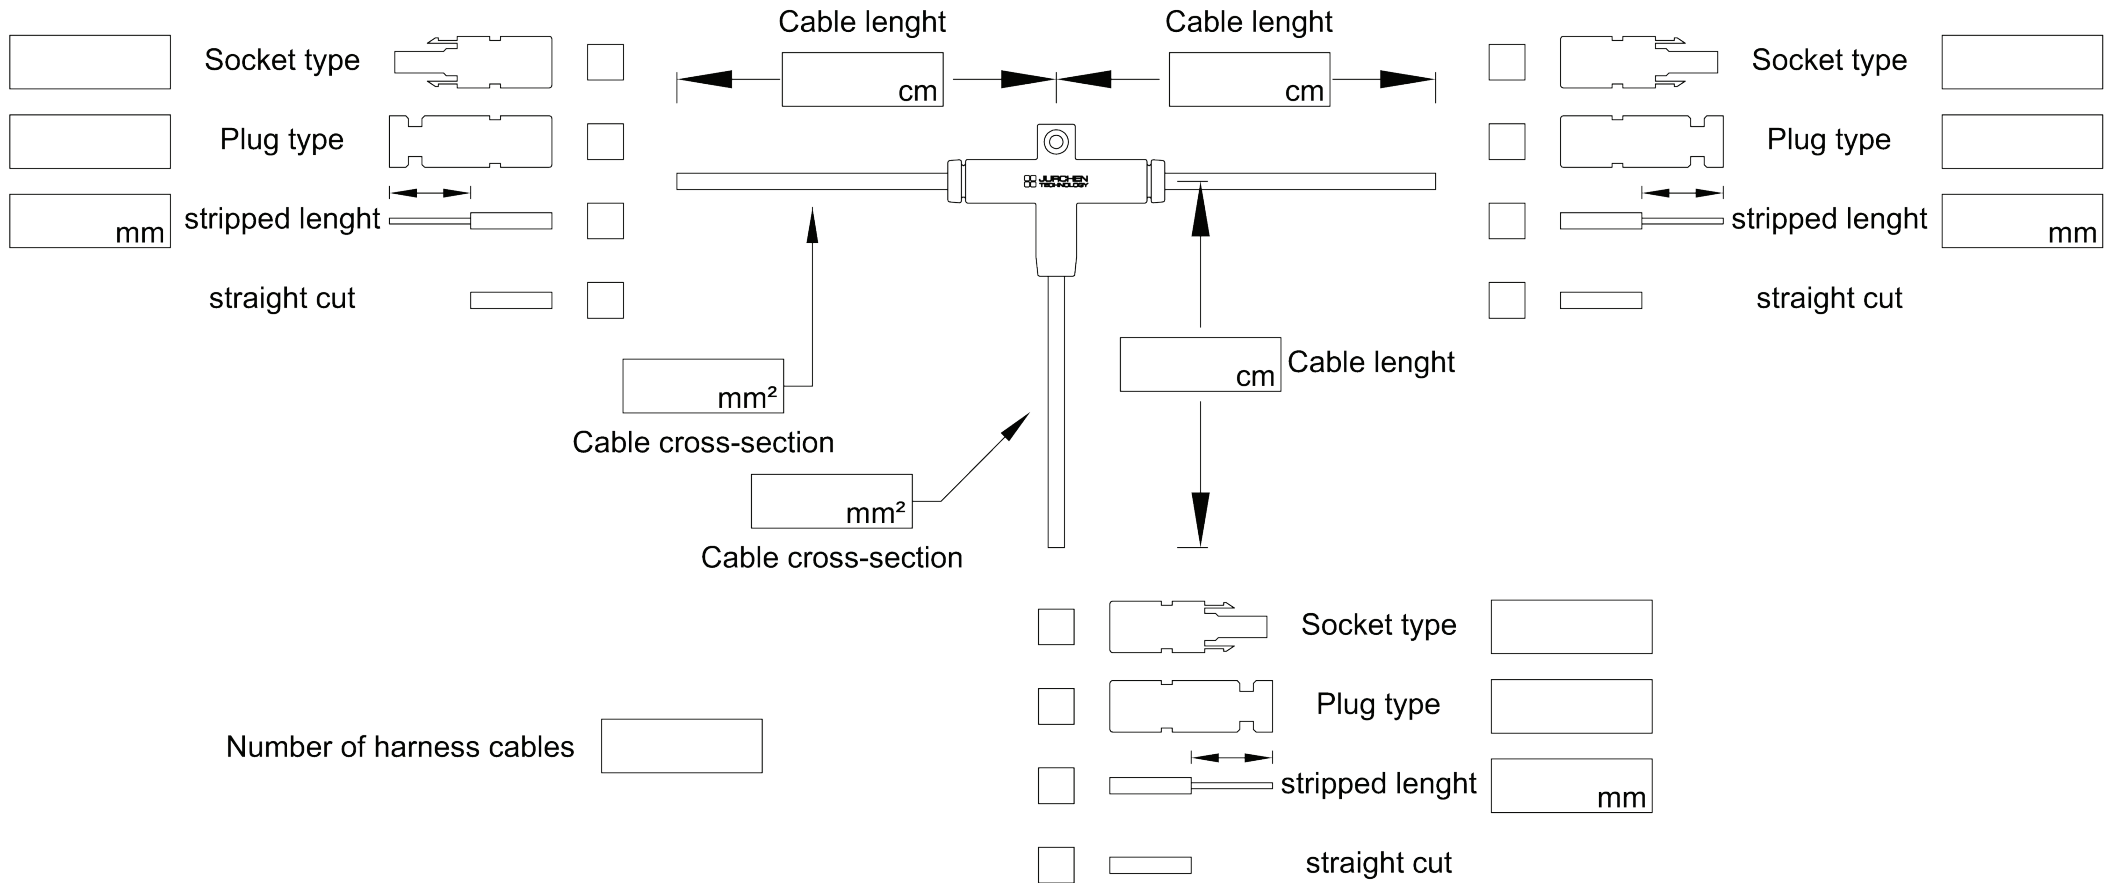 Cable lenght
Cable lenght
Socket type
cm
cm
Socket type
Plug type
Plug type
JURCHEN
TECHNOLOGY
mm
stripped lenght
stripped lenght
mm
straight cut
straight cut
cm
Cable lenght
mm²
Cable cross-section
mm²
Cable cross-section
Socket type
Plug type
Number of harness cables
stripped lenght
mm
straight cut